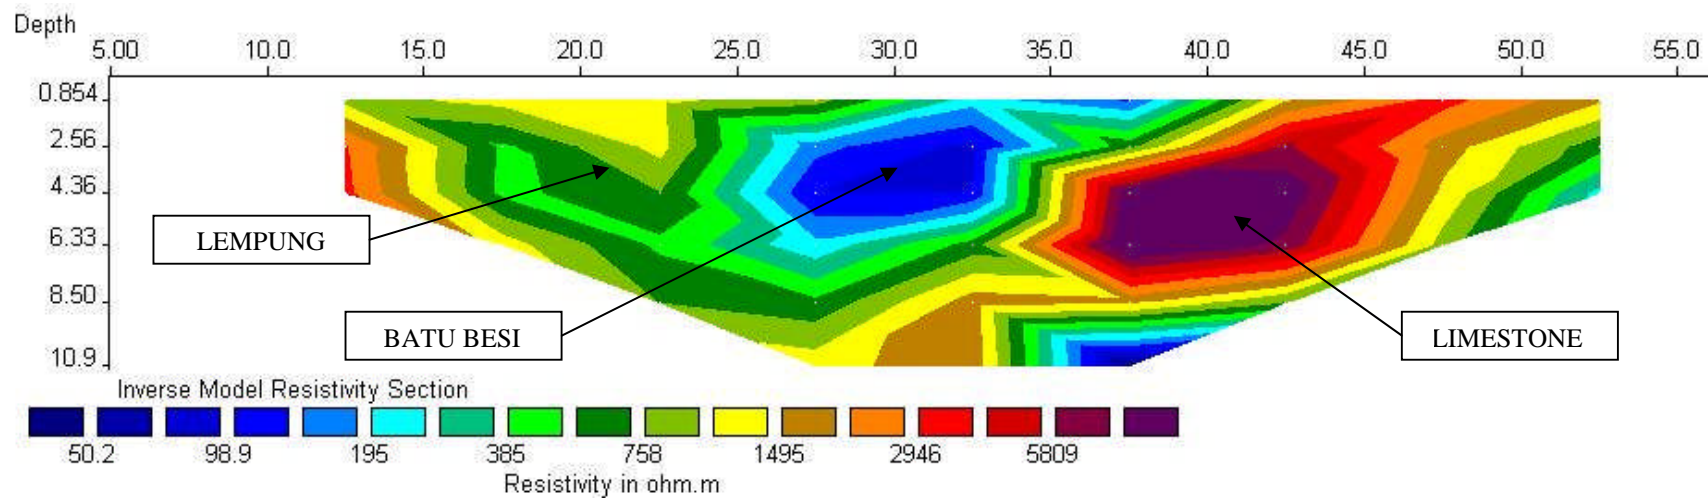 Depth
5.00 10.0 15.0 20.0 25.0 30.0 35.0 40.0 45.0 50.0 55.0
0.854
2.56
4.36
LEMPUNG
6.33
8.50
BATU BESI
LIMESTONE
10.9
Inverse Model Resistivity Section
50.2 98.9 195 385 758 1495 2946 5809
Resistivity in ohm.m